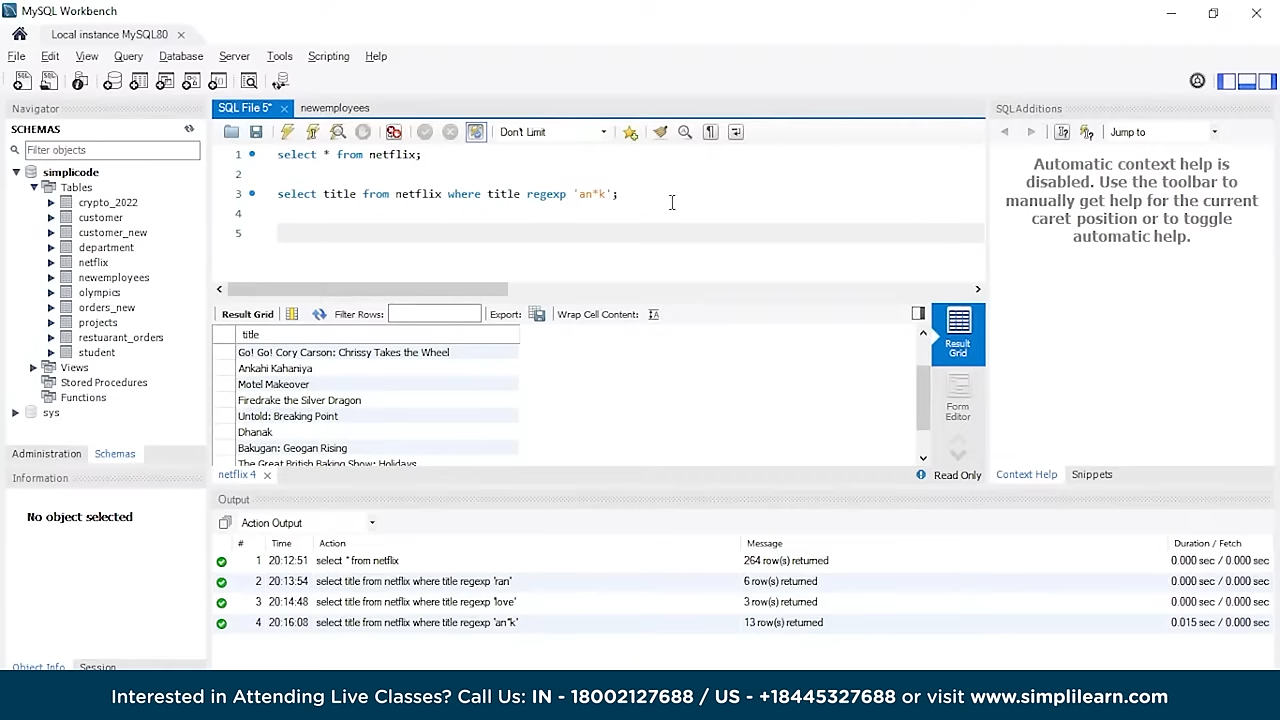 MySQL Workbench
Local instance MySQL80
File Edit View Query Database Server Tools Scripting Help
Navigator
SCHEMAS
Filter objects
simplicode
Tables
crypto_2022
customer
customer_new
department
netflix
newemployees
olympics
orders_new
projects
restuarant_orders
student
Views
Stored Procedures
Functions
sys
Administration Schemas
Information
No object selected
Object Info Session
SQL File 5* newemployees
Don't Limit
1 select * from netflix;
2
3 select title from netflix where title regexp 'an*k';
4
5
Result Grid Filter Rows: Export: Wrap Cell Content:
title
Go! Go! Cory Carson: Chrissy Takes the Wheel
Ankahi Kahaniya
Motel Makeover
Firedrake the Silver Dragon
Untold: Breaking Point
Dhanak
Bakugan: Geogan Rising
The Great British Baking Show: Holidays
Result
Grid
Form
Editor
netflix 4 Read Only
SQLAdditions
Jump to
Automatic context help is
disabled. Use the toolbar to
manually get help for the current
caret position or to toggle
automatic help.
Context Help Snippets
Output
Action Output
# Time Action Message Duration / Fetch
1 20:12:51 select * from netflix 264 row(s) returned 0.000 sec / 0.000 sec
2 20:13:54 select title from netflix where title regexp 'ran' 6 row(s) returned 0.000 sec / 0.000 sec
3 20:14:48 select title from netflix where title regexp 'love' 3 row(s) returned 0.000 sec / 0.000 sec
4 20:16:08 select title from netflix where title regexp 'an*k' 13 row(s) returned 0.015 sec / 0.000 sec
Interested in Attending Live Classes? Call Us: IN - 18002127688 / US - +18445327688 or visit www.simplilearn.com